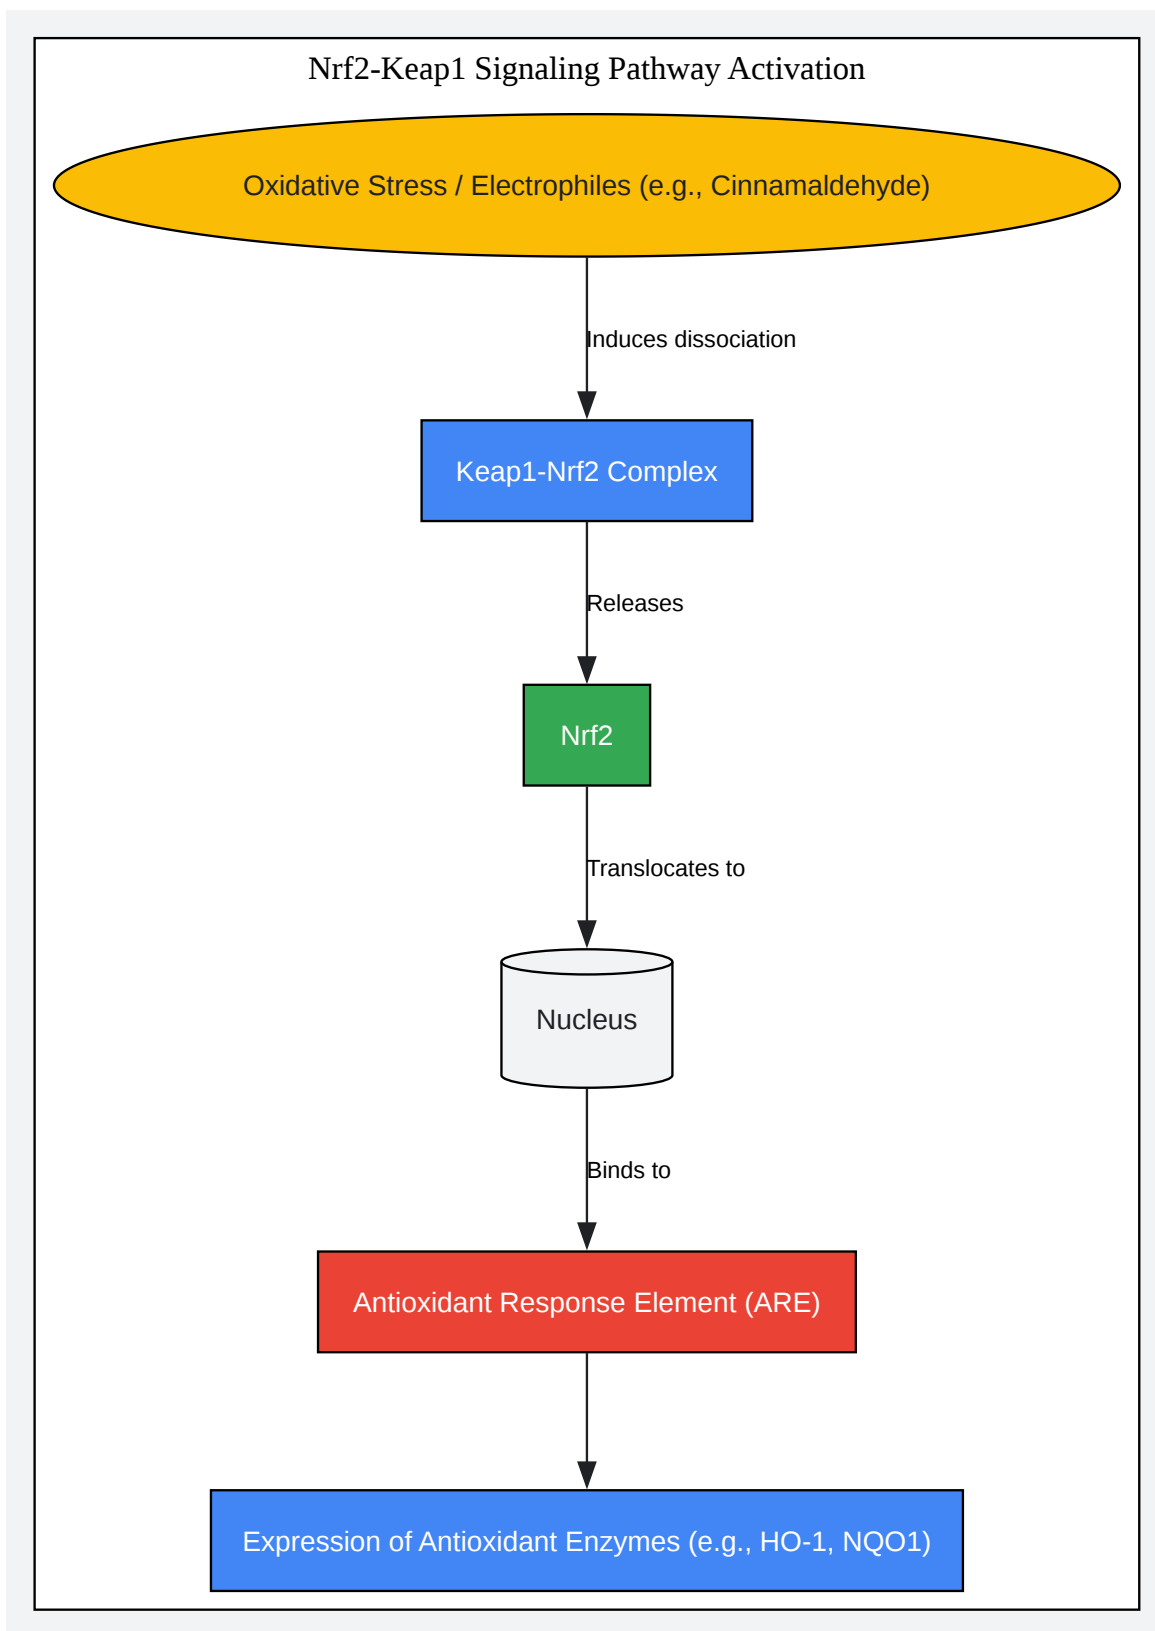 Nrf2-Keap1 Signaling Pathway Activation
Oxidative Stress / Electrophiles (e.g., Cinnamaldehyde)
Induces dissociation
Keap1-Nrf2 Complex
Releases
Nrf2
Translocates to
Nucleus
Binds to
Antioxidant Response Element (ARE)
Expression of Antioxidant Enzymes (e.g., HO-1, NQO1)